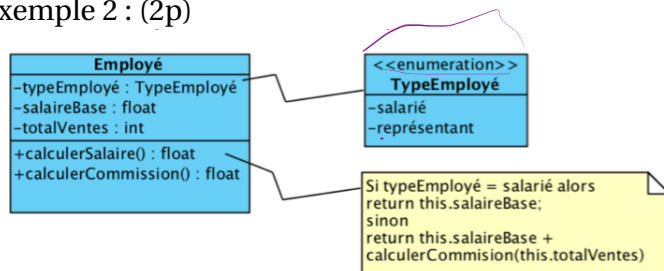 xemple 2 : (2p)
Employé
-typeEmployé : TypeEmployé
-salaireBase : float
-totalVentes : int
+calculerSalaire() : float
+calculerCommission() : float
<<enumeration>>
TypeEmployé
-salarié
-représentant
Si typeEmployé = salarié alors
return this.salaireBase;
sinon
return this.salaireBase +
calculerCommision(this.totalVentes)